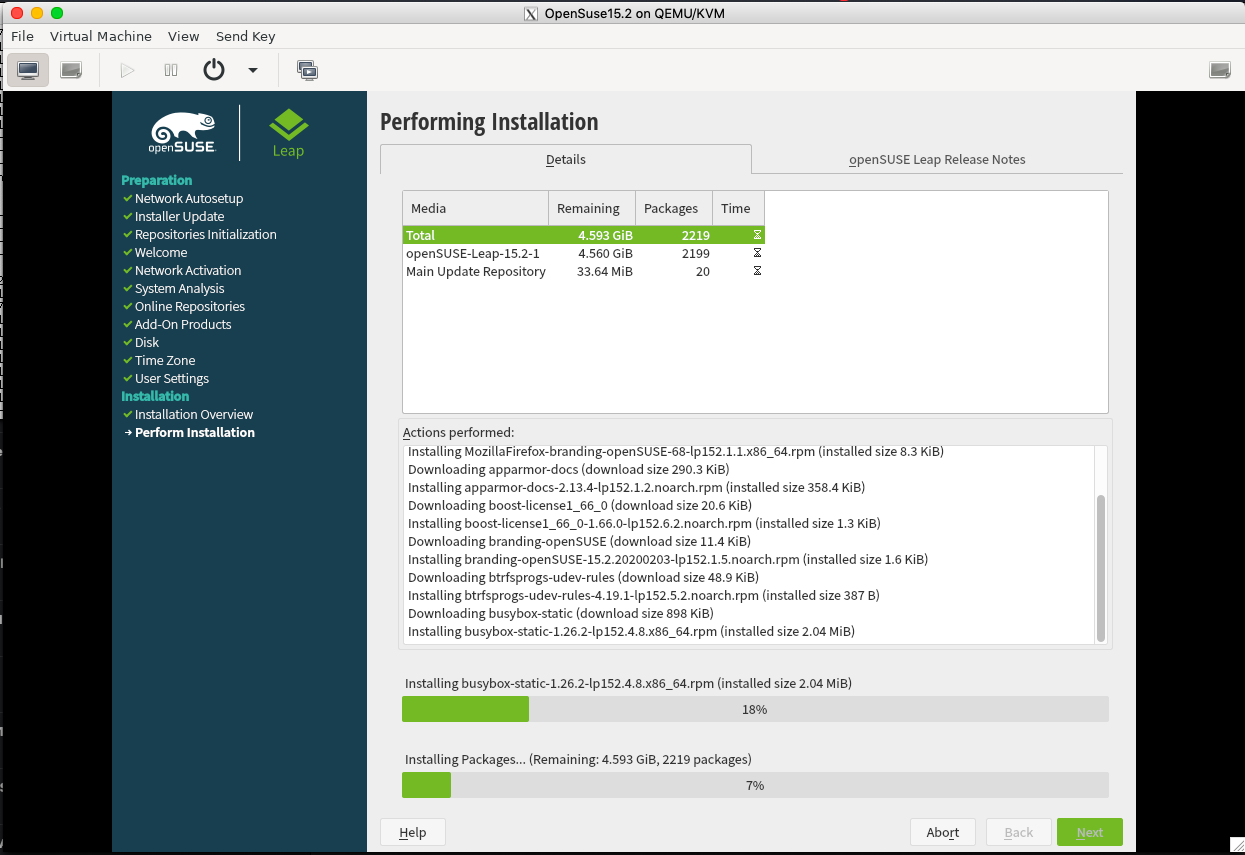 OpenSuse15.2 on QEMU/KVM
File Virtual Machine View Send Key
openSUSE
Leap
Preparation
Network Autosetup
Installer Update
Repositories Initialization
Welcome
Network Activation
System Analysis
Online Repositories
Add-On Products
Disk
Time Zone
User Settings
Installation
Installation Overview
Perform Installation
Performing Installation
Details openSUSE Leap Release Notes
Media Remaining Packages Time
Total 4.593 GiB 2219
openSUSE-Leap-15.2-1 4.560 GiB 2199
Main Update Repository 33.64 MiB 20
Actions performed:
Installing MozillaFirefox-branding-openSUSE-68-lp152.1.1.x86_64.rpm (installed size 8.3 KiB)
Downloading apparmor-docs (download size 290.3 KiB)
Installing apparmor-docs-2.13.4-lp152.1.2.noarch.rpm (installed size 358.4 KiB)
Downloading boost-license1_66_0 (download size 20.6 KiB)
Installing boost-license1_66_0-1.66.0-lp152.6.2.noarch.rpm (installed size 1.3 KiB)
Downloading branding-openSUSE (download size 11.4 KiB)
Installing branding-openSUSE-15.2.20200203-lp152.1.5.noarch.rpm (installed size 1.6 KiB)
Downloading btrfsprogs-udev-rules (download size 48.9 KiB)
Installing btrfsprogs-udev-rules-4.19.1-lp152.5.2.noarch.rpm (installed size 387 B)
Downloading busybox-static (download size 898 KiB)
Installing busybox-static-1.26.2-lp152.4.8.x86_64.rpm (installed size 2.04 MiB)
Installing busybox-static-1.26.2-lp152.4.8.x86_64.rpm (installed size 2.04 MiB)
18%
Installing Packages... (Remaining: 4.593 GiB, 2219 packages)
7%
Help Abort Back Next